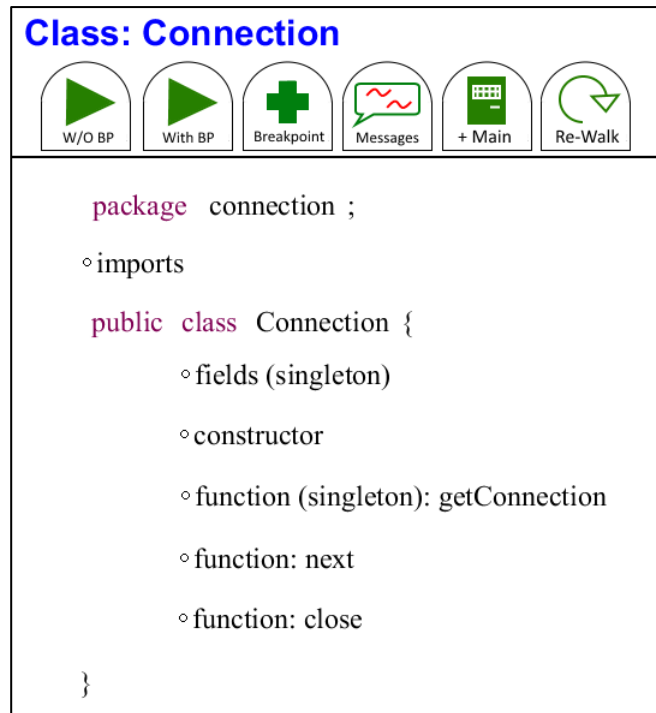 Class: Connection
W/O BP With BP Breakpoint Messages + Main Re-Walk
package connection ;
imports
public class Connection {
fields (singleton)
constructor
function (singleton): getConnection
function: next
function: close
}